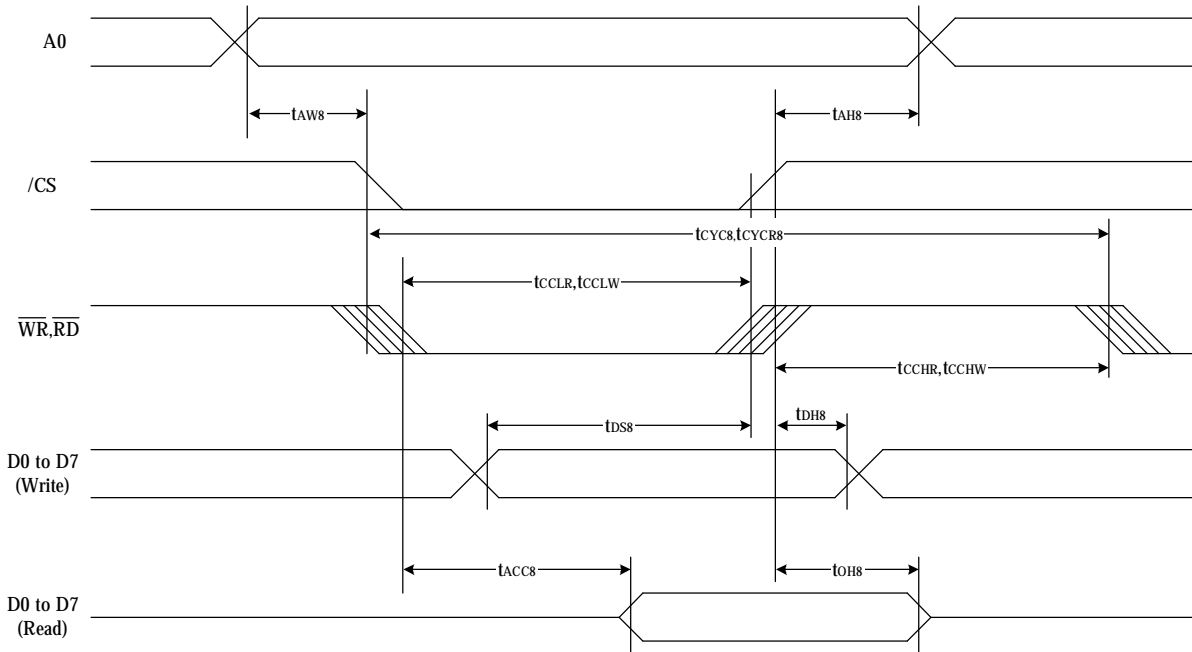 A0
tAW8
tAH8
/CS
tCYC8,tCYCR8
tCCLR,tCCLW
WR,RD
tCCHR,tCCHW
tDS8
tDH8
D0 to D7
(Write)
tACC8
tOH8
D0 to D7
(Read)